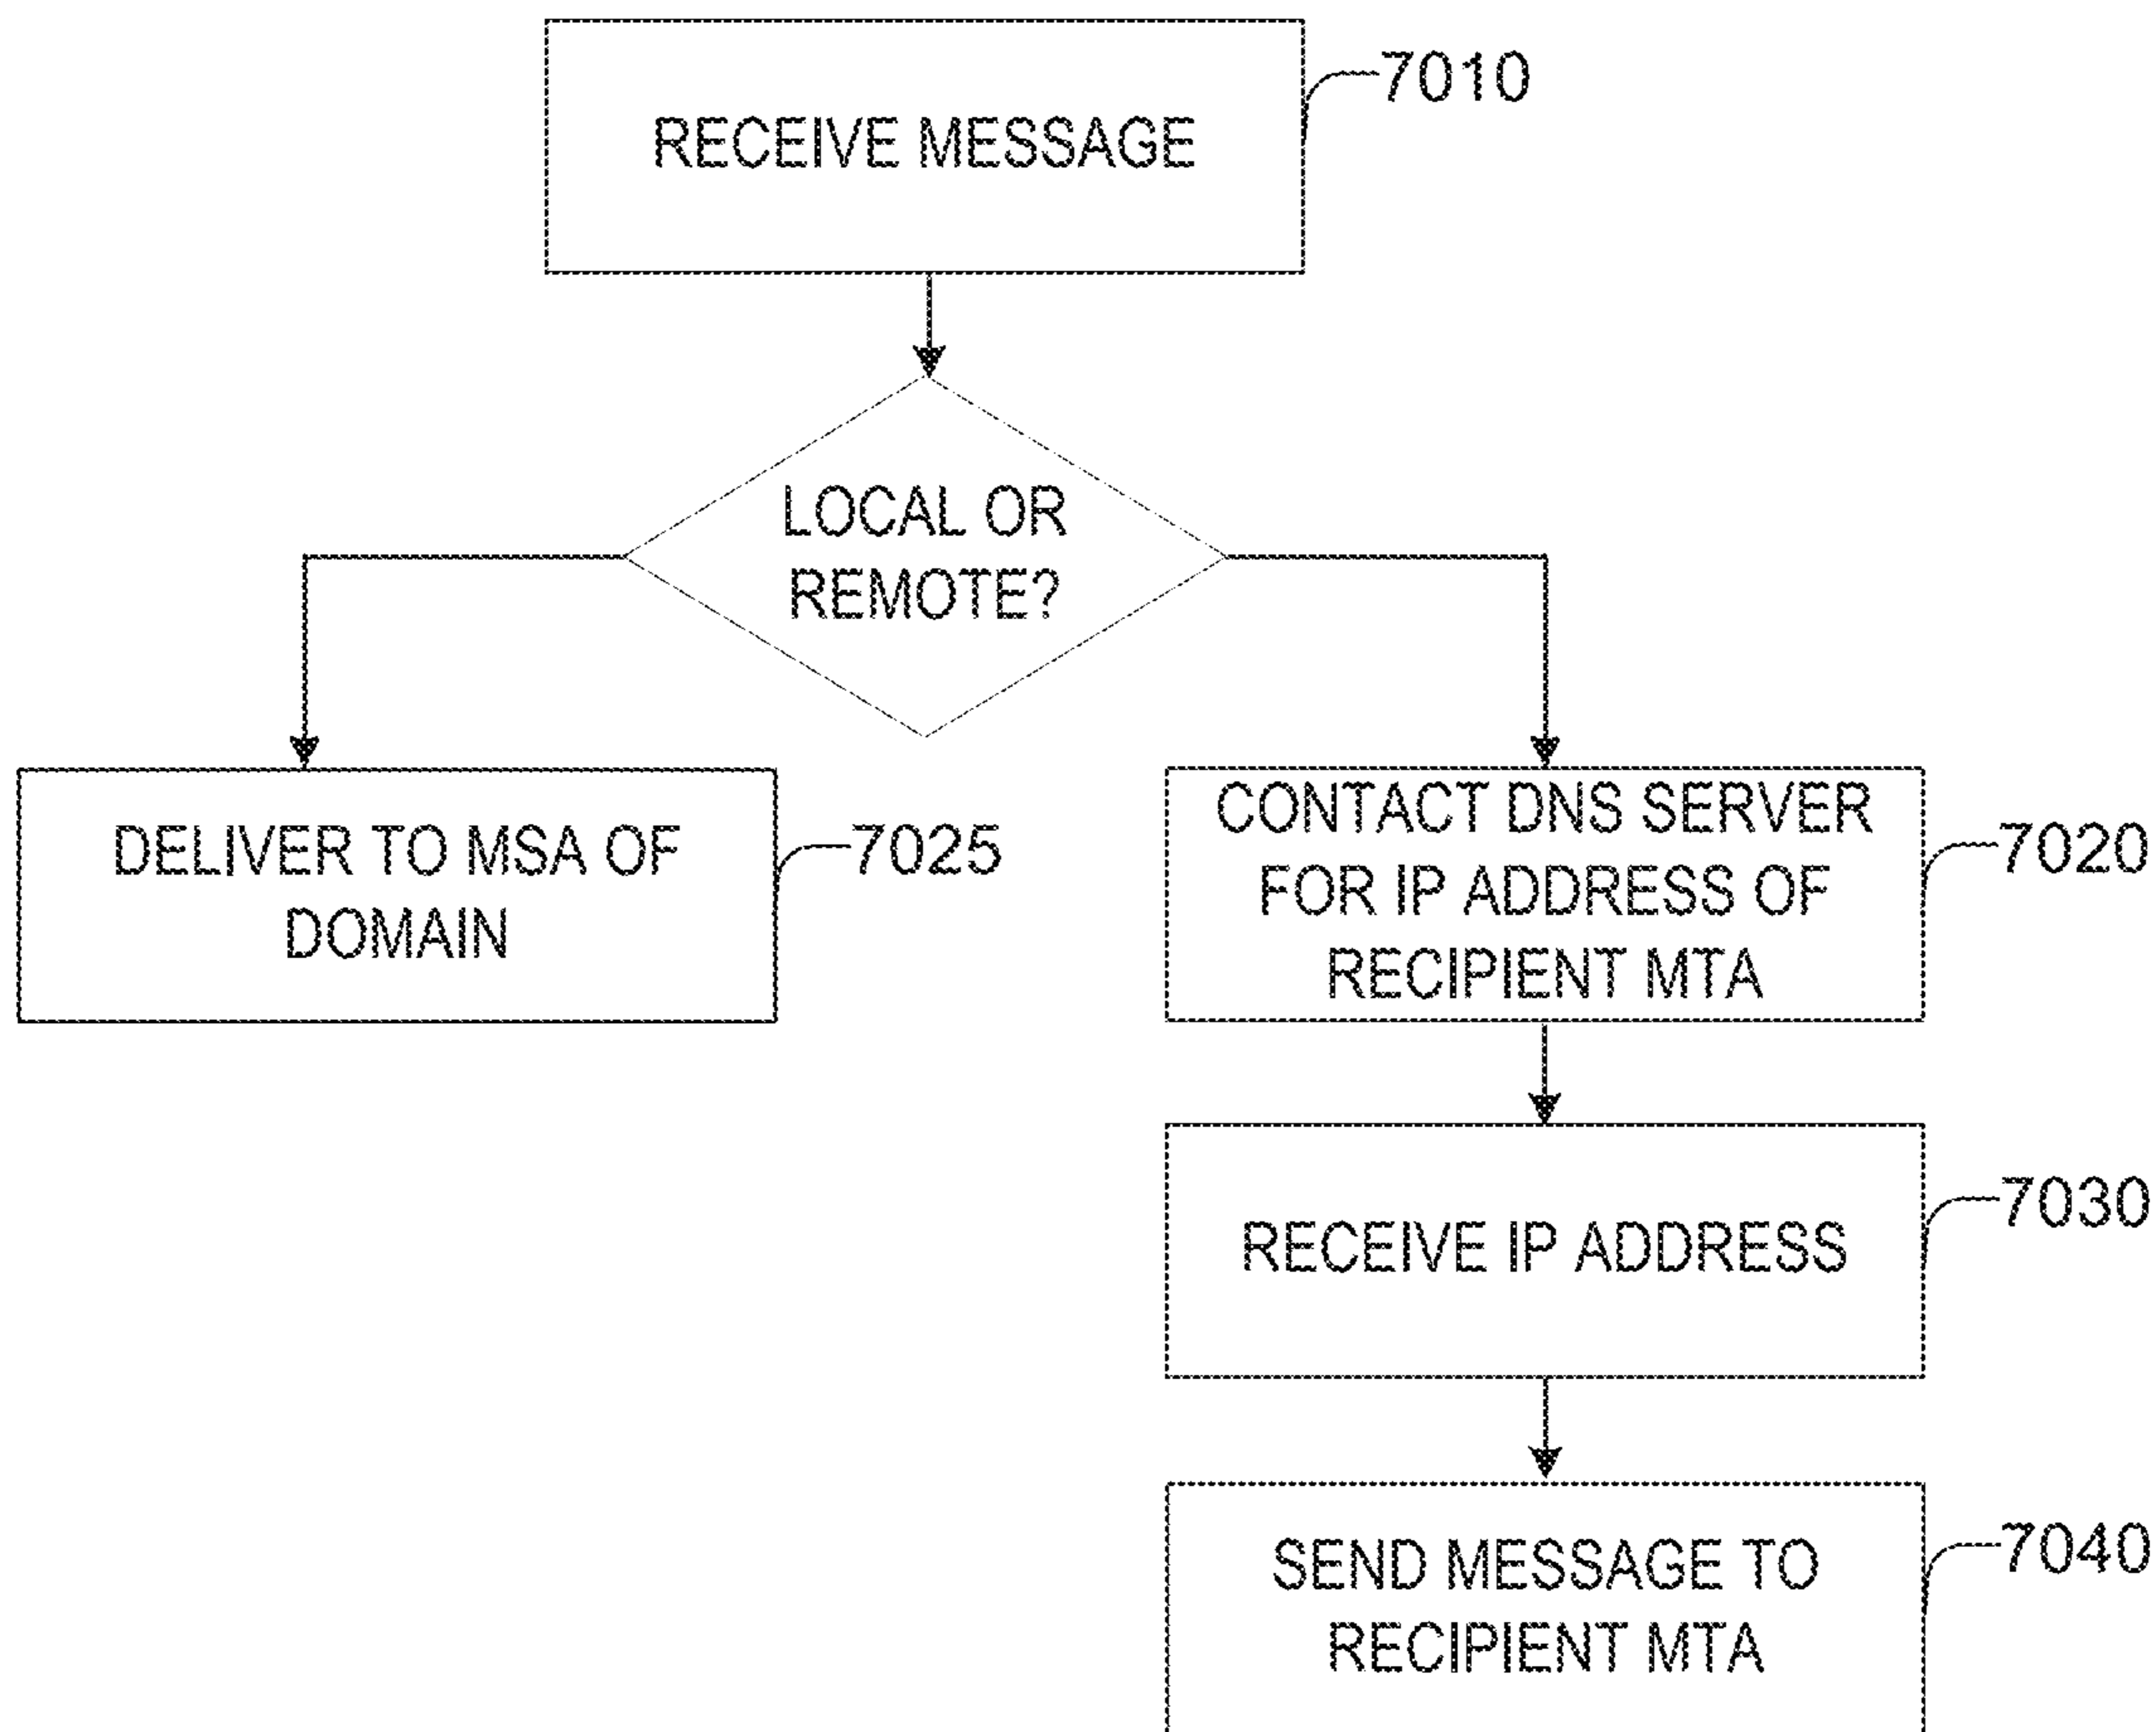 RECEIVE MESSAGE
7010
LOCAL OR
REMOTE?
DELIVER TO MSA OF
DOMAIN
7025
CONTACT DNS SERVER
FOR IP ADDRESS OF
RECIPIENT MTA
7020
RECEIVE IP ADDRESS
7030
SEND MESSAGE TO
RECIPIENT MTA
7040